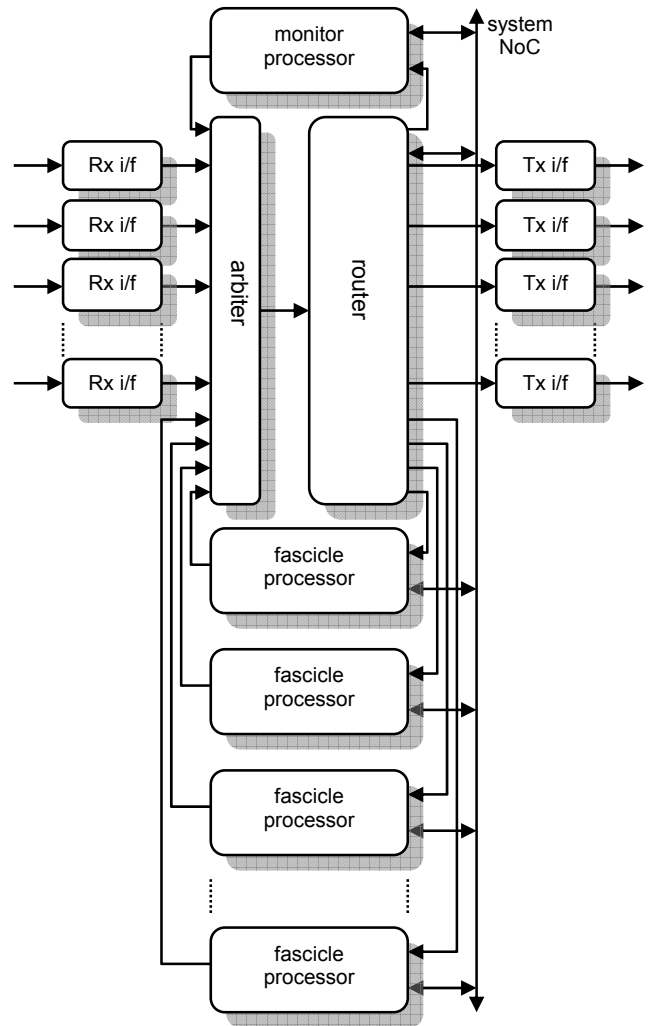 monitor
processor
system
NoC
Rx i/f
Tx i/f
Rx i/f
Tx i/f
Rx i/f
Tx i/f
Rx i/f
Tx i/f
arbiter
router
fascicle
processor
fascicle
processor
fascicle
processor
fascicle
processor